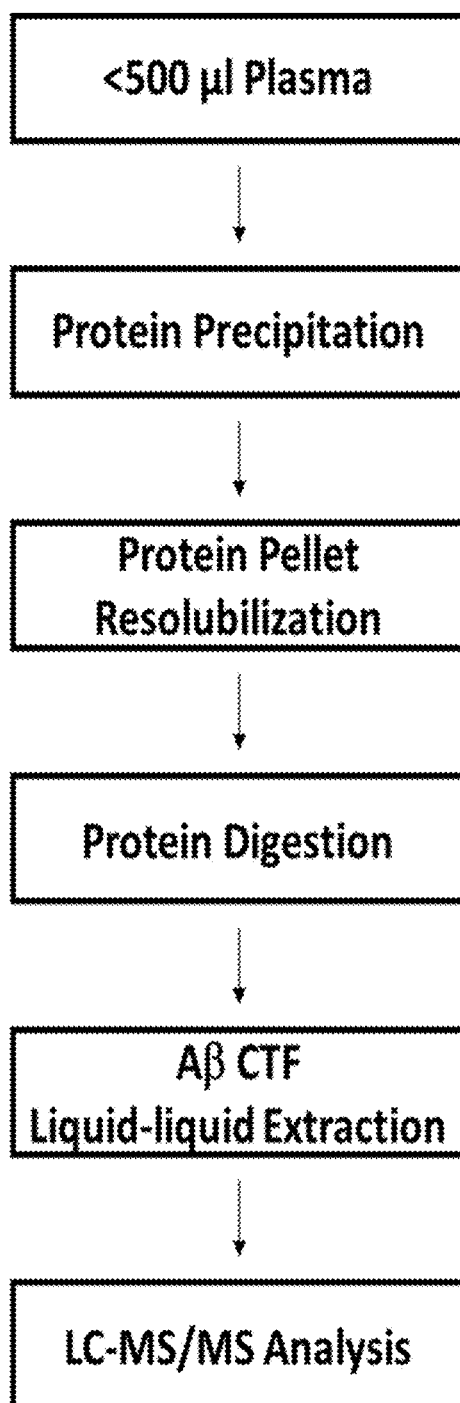 <500 µl Plasma
Protein Precipitation
Protein Pellet
Resolubilization
Protein Digestion
Aβ CTF
Liquid-liquid Extraction
LC-MS/MS Analysis